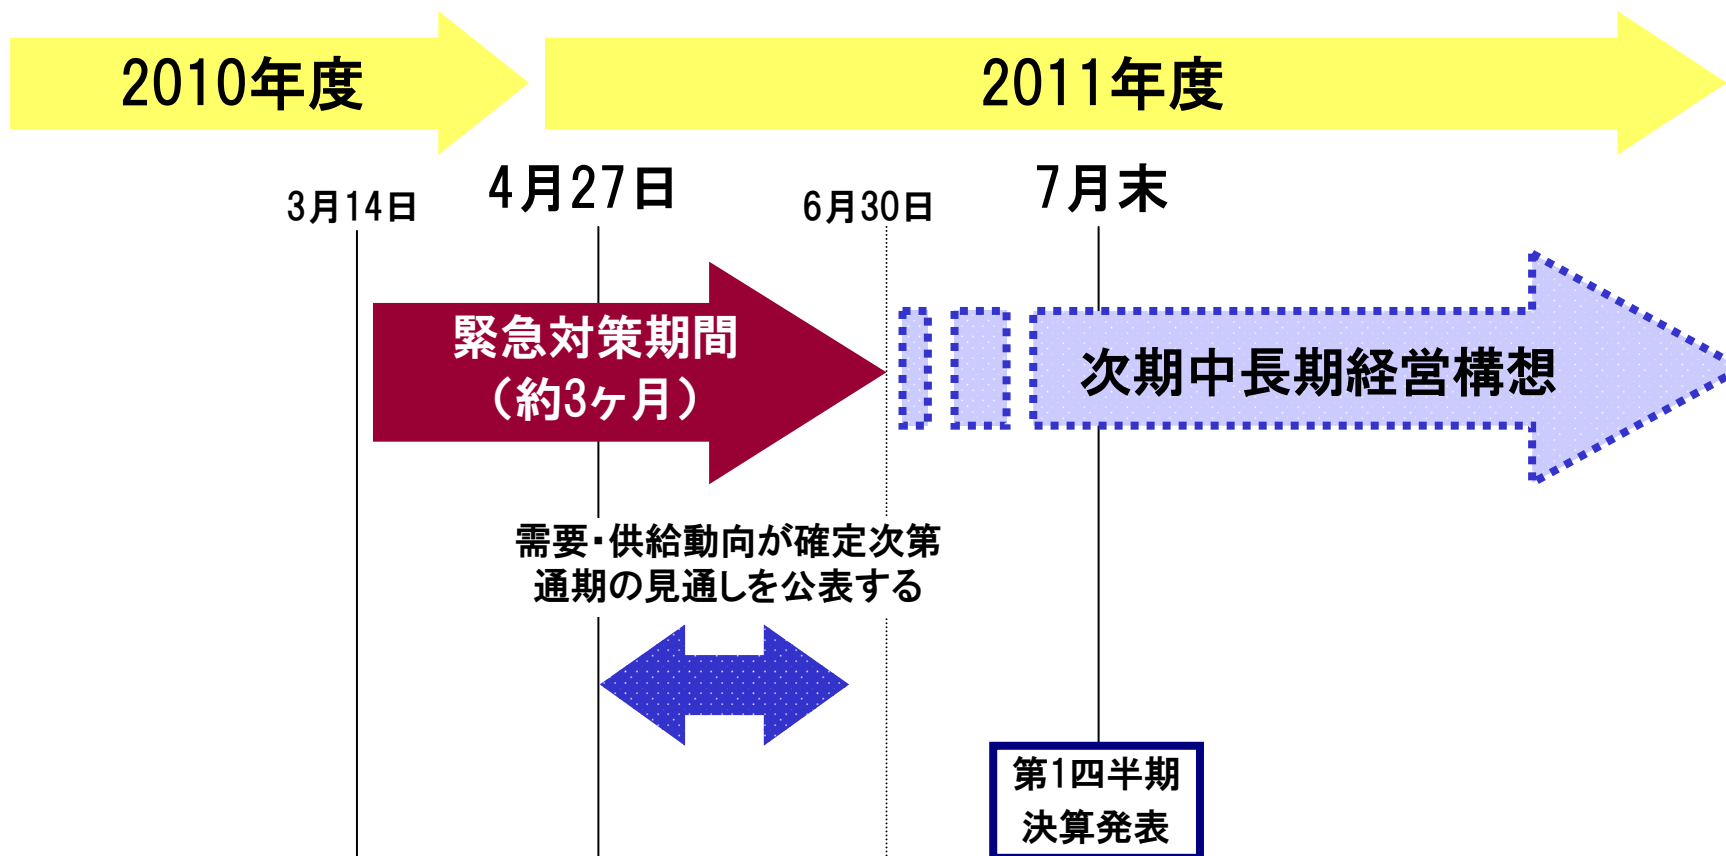 2010年度
2011年度
3月14日
4月27日
6月30日
7月末
緊急対策期間
（約3ヶ月）
次期中長期経営構想
需要・供給動向が確定次第
通期の見通しを公表する
第1四半期
決算発表